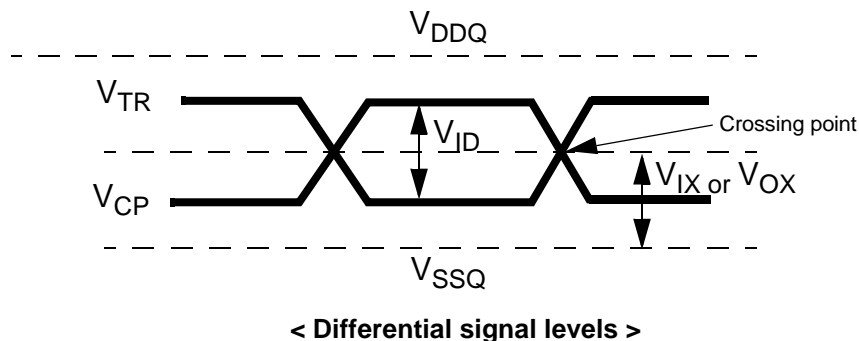 VDDQ
VTR
Crossing point
VID
VIX or VOX
VCP
VSSQ
< Differential signal levels >